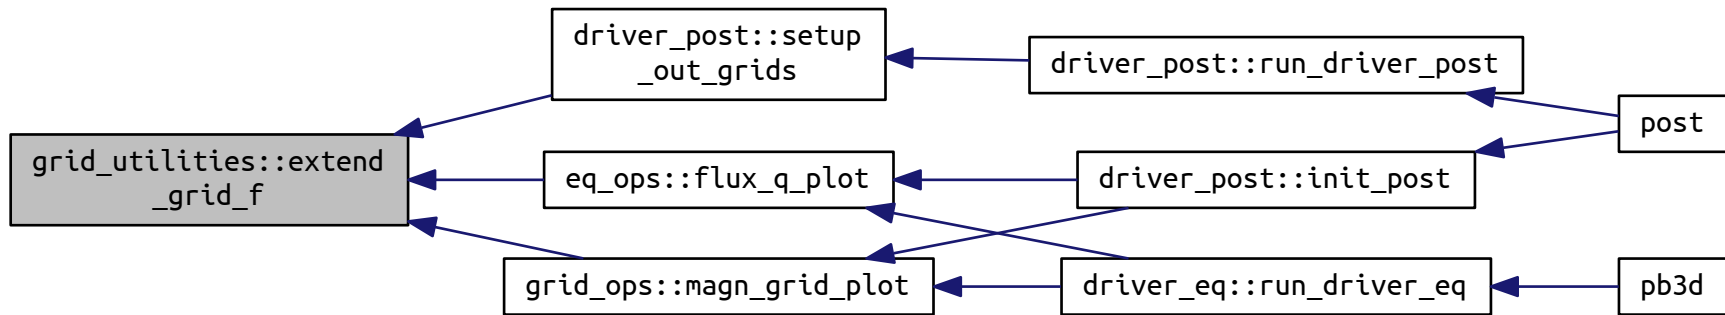 grid_utilities::extend
_grid_f
driver_post::setup
_out_grids
driver_post::run_driver_post
post
eq_ops::flux_q_plot
driver_post::init_post
grid_ops::magn_grid_plot
driver_eq::run_driver_eq
pb3d